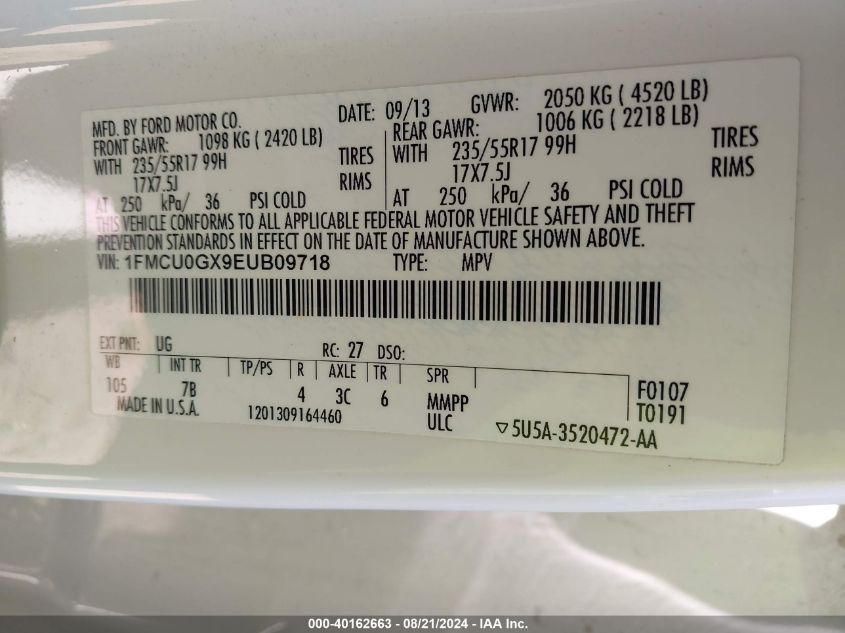 MFD. BY FORD MOTOR CO. DATE: 09/13 GVWR: 2050 KG ( 4520 LB)
FRONT GAWR: 1098 KG ( 2420 LB) REAR GAWR: 1006 KG ( 2218 LB)
WITH 235/55R17 99H TIRES WITH 235/55R17 99H TIRES
17X7.5J RIMS 17X7.5J RIMS
AT 250 kPa/ 36 PSI COLD AT 250 kPa/ 36 PSI COLD
THIS VEHICLE CONFORMS TO ALL APPLICABLE FEDERAL MOTOR VEHICLE SAFETY AND THEFT
PREVENTION STANDARDS IN EFFECT ON THE DATE OF MANUFACTURE SHOWN ABOVE.
VIN: 1FMCU0GX9EUB09718 TYPE: MPV
EXT PNT: UG RC: 27 DSO:
WB INT TR TP/PS R AXLE TR SPR
105 7B 4 3C 6 MMPP F0107
MADE IN U.S.A. 1201309164460 ULC T0191
▽5U5A-3520472-AA
000-40162663 - 08/21/2024 - IAA Inc.